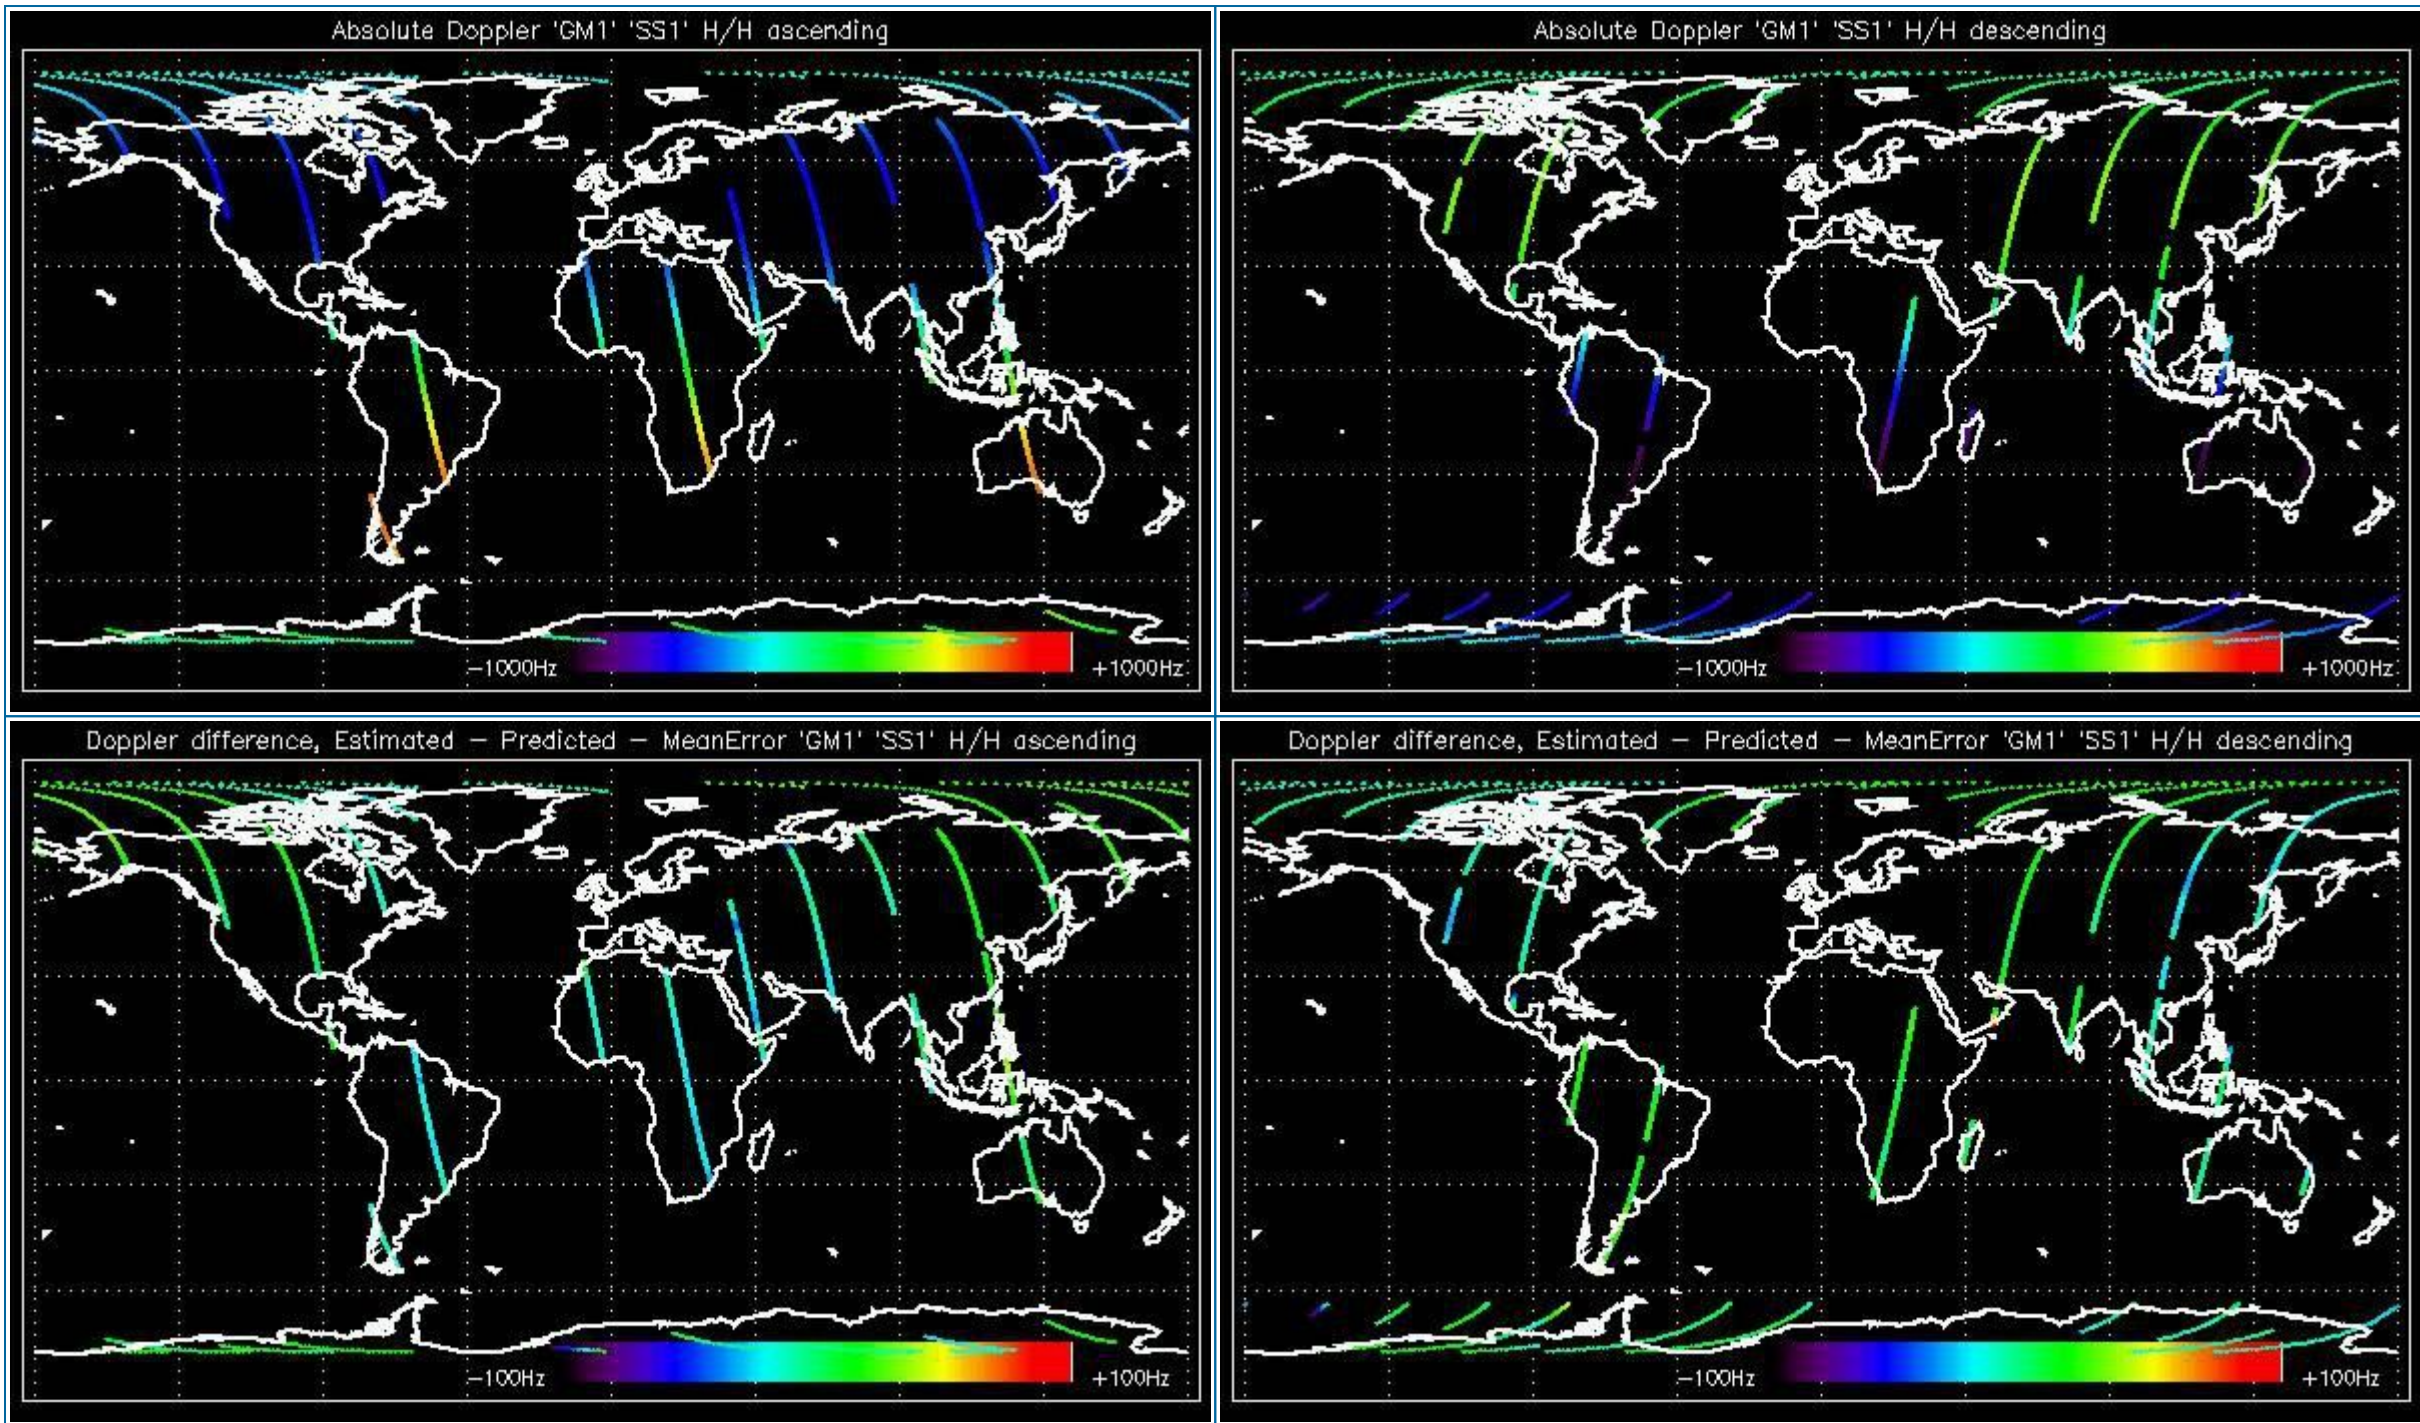 Absolute Doppler 'GM1' 'SS1' H/H ascending
−1000Hz
+1000Hz
Absolute Doppler 'GM1' 'SS1' H/H descending
−1000Hz
+1000Hz
Doppler difference, Estimated − Predicted − MeanError 'GM1' 'SS1' H/H ascending
−100Hz
+100Hz
Doppler difference, Estimated − Predicted − MeanError 'GM1' 'SS1' H/H descending
−100Hz
+100Hz